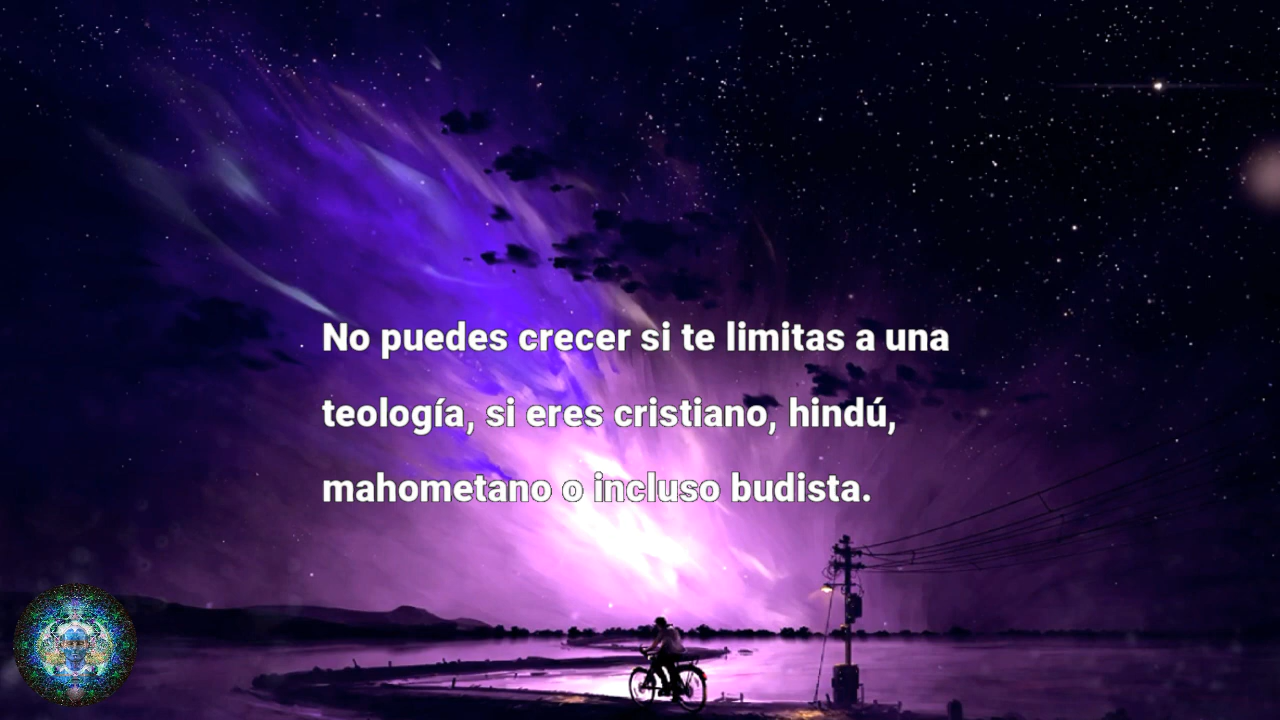 No puedes crecer si te limitas a una
teología, si eres cristiano, hindú,
mahometano o incluso budista.